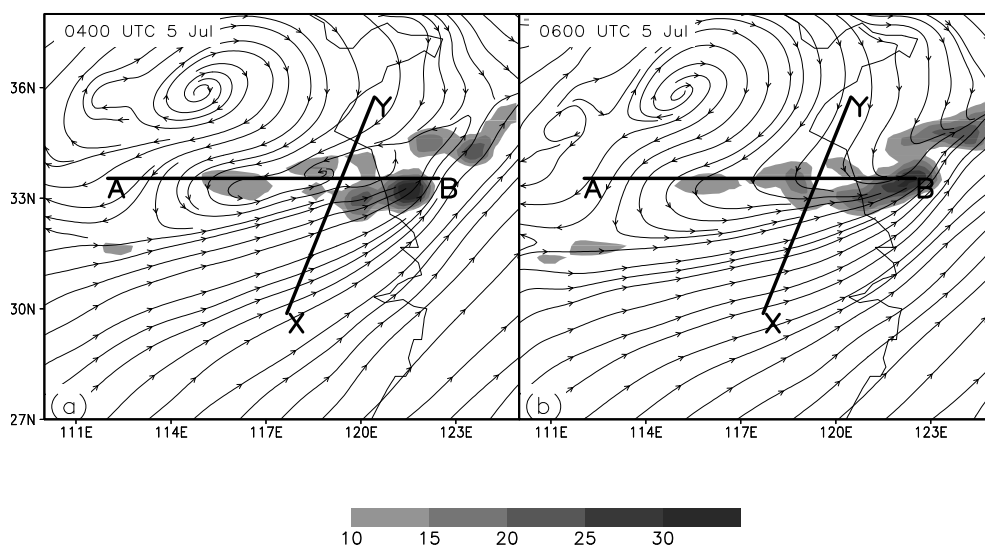 0400 UTC 5 Jul
0600 UTC 5 Jul
36N
Y
Y
A
B
A
B
33N
30N
X
X
27N
(a)
(b)
111E 114E 117E 120E 123E
111E 114E 117E 120E 123E
10 15 20 25 30